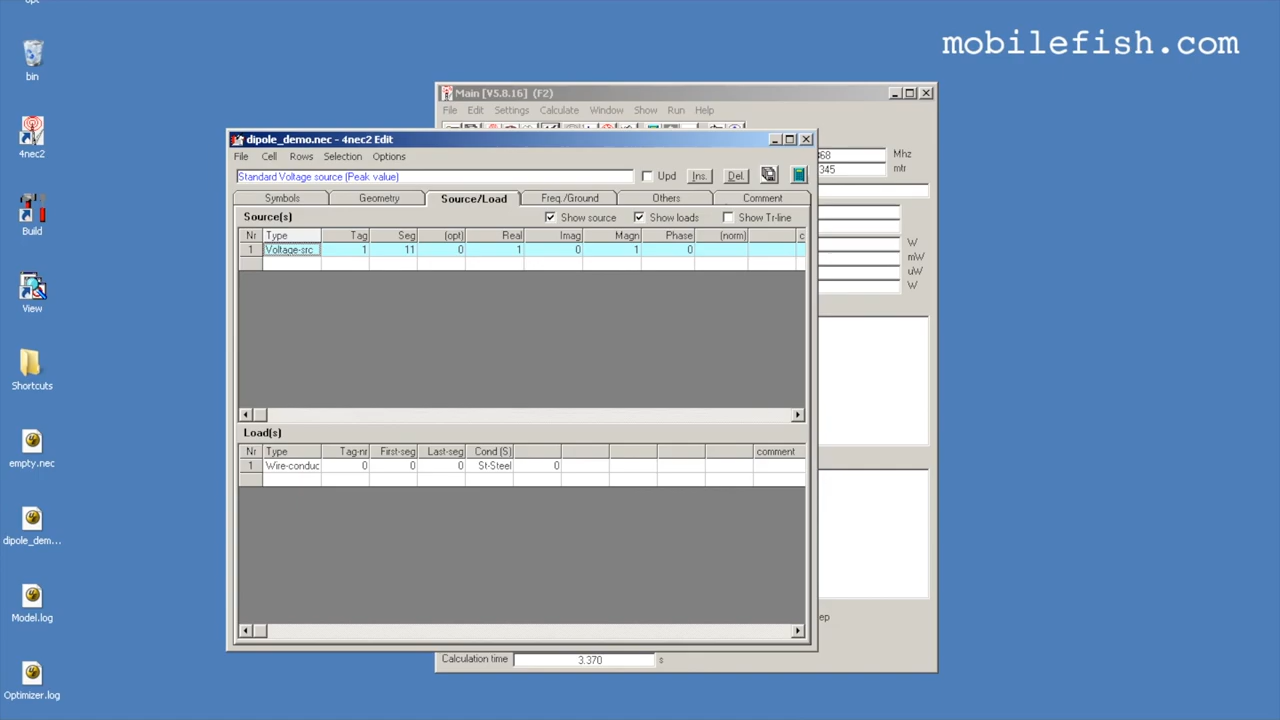 opt
mobilefish.com
bin
4nec2
Build
View
Shortcuts
empty.nec
dipole_dem...
Model.log
Optimizer.log
Main [V5.8.16] (F2)
File Edit Settings Calculate Window Show Run Help
dipole_demo.nec - 4nec2 Edit
File Cell Rows Selection Options
Standard Voltage source (Peak value) Upd Ins. Del.
Symbols Geometry Source/Load Freq./Ground Others Comment
Source(s) Show source Show loads Show Tr-line
Nr Type Tag Seg (opt) Real Imag Magn Phase (norm) c
1 Voltage-src 1 11 0 1 0 1 0
Load(s)
Nr Type Tag-nr First-seg Last-seg Cond (S) comment
1 Wire-conduc 0 0 0 St-Steel 0
368 Mhz
345 mtr
W
mW
uW
W
ep
Calculation time 3.370 s